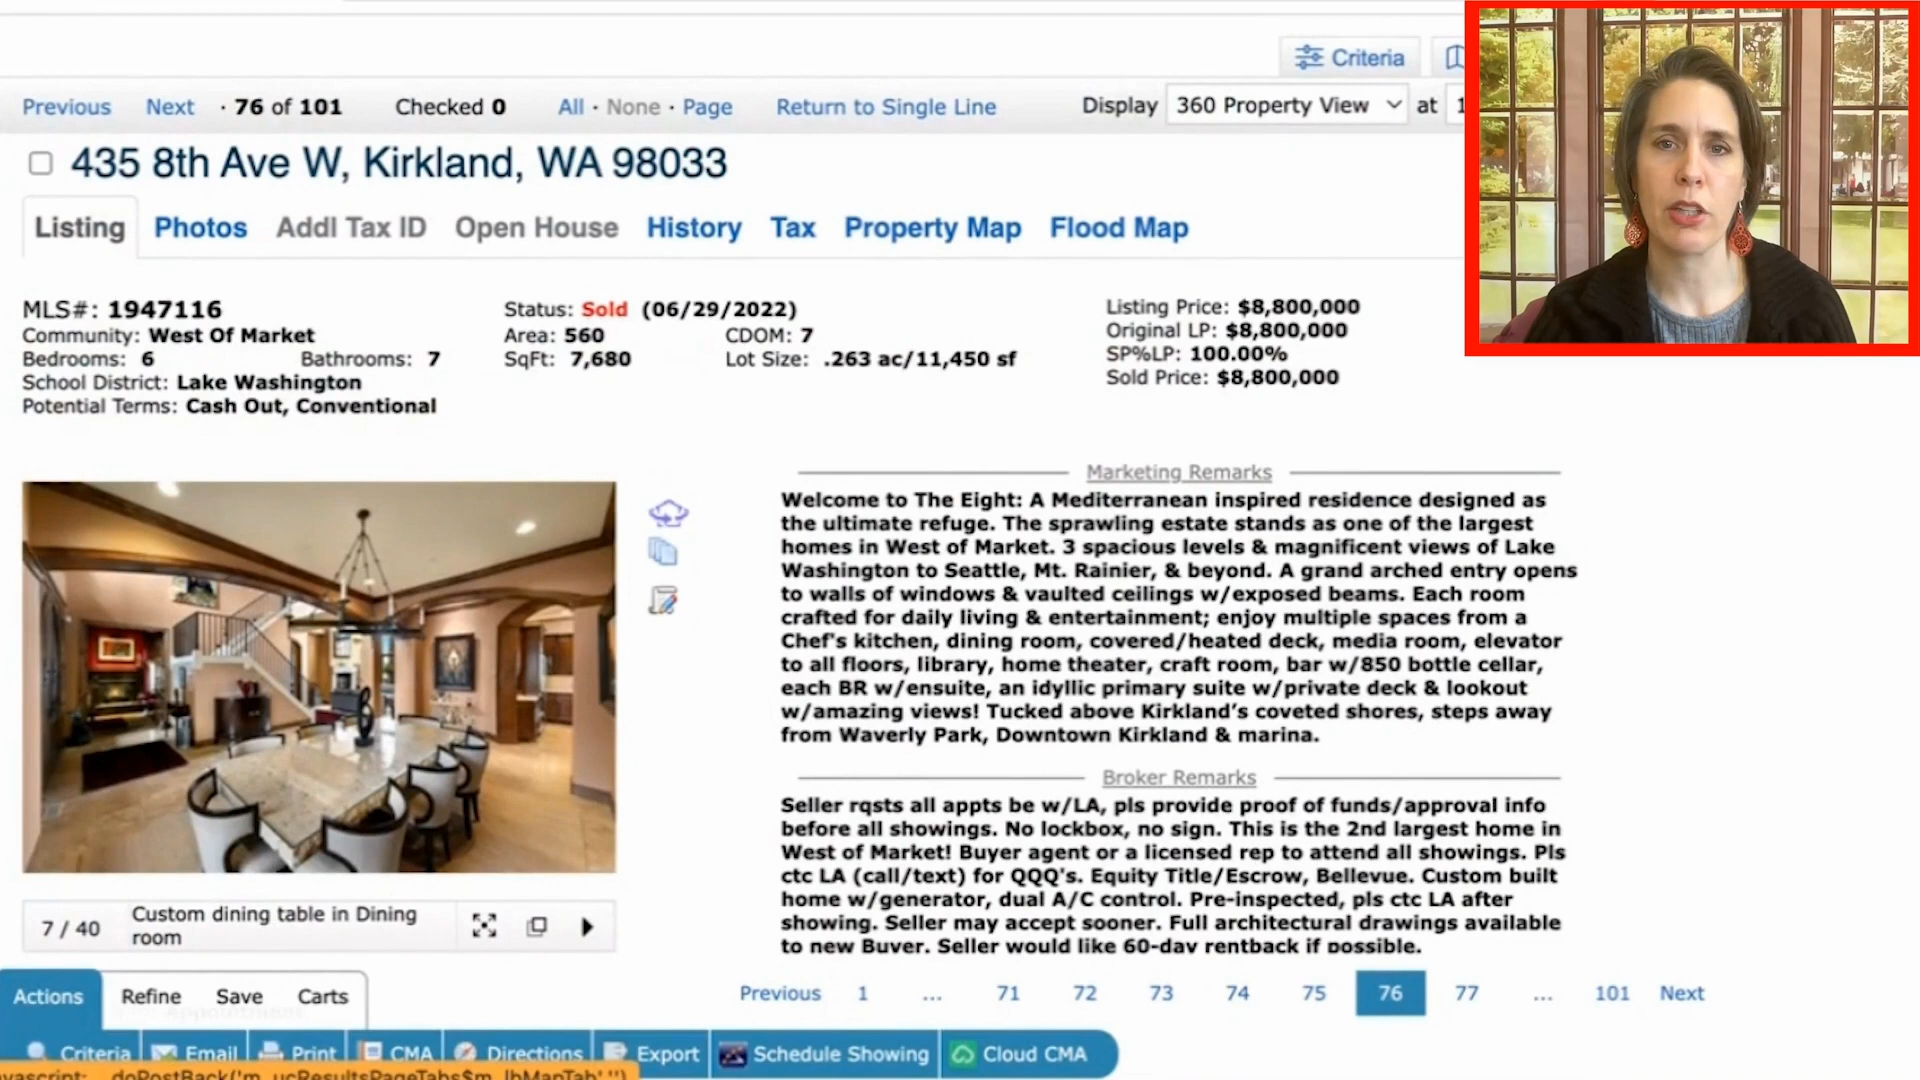 Criteria
Previous Next · 76 of 101 Checked 0 All · None · Page Return to Single Line Display 360 Property View at 1
435 8th Ave W, Kirkland, WA 98033
Listing Photos Addl Tax ID Open House History Tax Property Map Flood Map
MLS#: 1947116 Status: Sold (06/29/2022) Listing Price: $8,800,000
Community: West Of Market Area: 560 CDOM: 7 Original LP: $8,800,000
Bedrooms: 6 Bathrooms: 7 SqFt: 7,680 Lot Size: .263 ac/11,450 sf SP%LP: 100.00%
School District: Lake Washington Sold Price: $8,800,000
Potential Terms: Cash Out, Conventional
Marketing Remarks
Welcome to The Eight: A Mediterranean inspired residence designed as
the ultimate refuge. The sprawling estate stands as one of the largest
homes in West of Market. 3 spacious levels & magnificent views of Lake
Washington to Seattle, Mt. Rainier, & beyond. A grand arched entry opens
to walls of windows & vaulted ceilings w/exposed beams. Each room
crafted for daily living & entertainment; enjoy multiple spaces from a
Chef's kitchen, dining room, covered/heated deck, media room, elevator
to all floors, library, home theater, craft room, bar w/850 bottle cellar,
each BR w/ensuite, an idyllic primary suite w/private deck & lookout
w/amazing views! Tucked above Kirkland's coveted shores, steps away
from Waverly Park, Downtown Kirkland & marina.
Broker Remarks
Seller rqsts all appts be w/LA, pls provide proof of funds/approval info
before all showings. No lockbox, no sign. This is the 2nd largest home in
West of Market! Buyer agent or a licensed rep to attend all showings. Pls
ctc LA (call/text) for QQQ's. Equity Title/Escrow, Bellevue. Custom built
home w/generator, dual A/C control. Pre-inspected, pls ctc LA after
showing. Seller may accept sooner. Full architectural drawings available
to new Buyer. Seller would like 60-day rentback if possible.
7 / 40 Custom dining table in Dining
room
Actions Refine Save Carts
Previous 1 ... 71 72 73 74 75 76 77 ... 101 Next
Criteria Email Print CMA Directions Export Schedule Showing Cloud CMA
vascript:__doPostBack('m_ucResultsPageTabs$m_lbMapTab','')